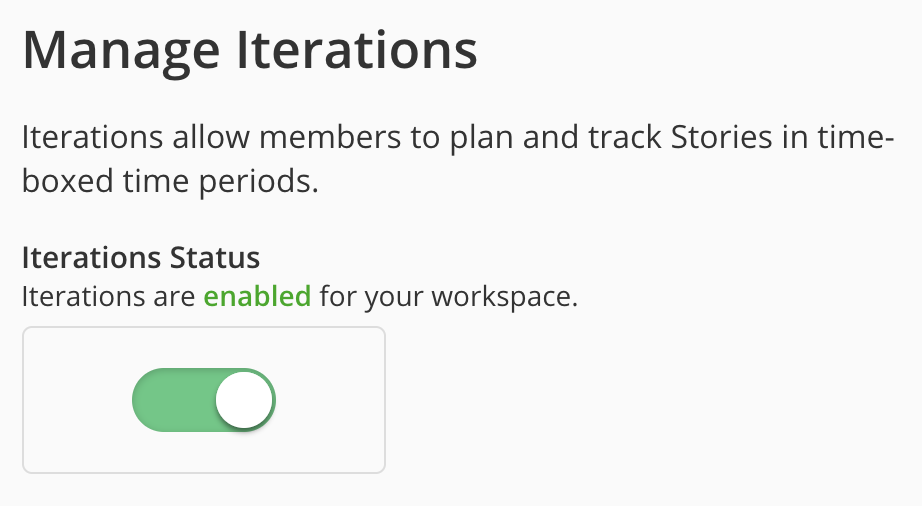 Manage Iterations
Iterations allow members to plan and track Stories in time-
boxed time periods.
Iterations Status
Iterations are enabled for your workspace.